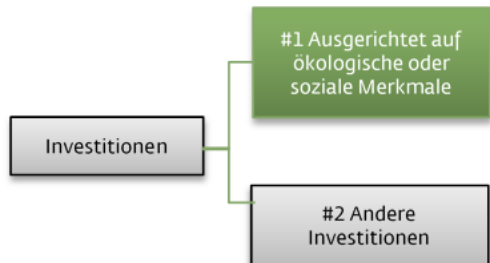 #1 Ausgerichtet auf
ökologische oder
soziale Merkmale
Investitionen
#2 Andere
Investitionen